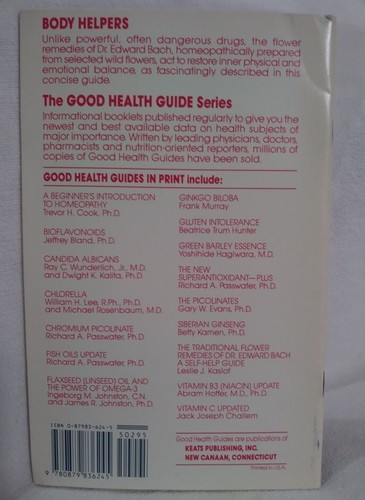 BODY HELPERS
Unlike powerful, often dangerous drugs, the flower
remedies of Dr. Edward Bach, homeopathically prepared
from selected wild flowers, act to restore inner physical and
emotional balance, as fascinatingly described in this
concise guide.
The GOOD HEALTH GUIDE Series
Informational booklets published regularly to give you the
newest and best available data on health subjects of
major importance. Written by leading physicians, doctors,
pharmacists and nutrition-oriented reporters, millions of
copies of Good Health Guides have been sold.
GOOD HEALTH GUIDES IN PRINT include:
A BEGINNER'S INTRODUCTION
TO HOMEOPATHY
Trevor H. Cook, Ph.D.
BIOFLAVONOIDS
Jeffrey Bland, Ph.D.
CANDIDA ALBICANS
Ray C. Wunderlich, Jr., M.D.
and Dwight K. Kalita, Ph.D.
CHLORELLA
William H. Lee, R.Ph., Ph.D.
and Michael Rosenbaum, M.D.
CHROMIUM PICOLINATE
Richard A. Passwater, Ph.D.
FISH OILS UPDATE
Richard A. Passwater, Ph.D.
FLAXSEED (LINSEED) OIL AND
THE POWER OF OMEGA-3
Ingeborg M. Johnston, C.N.
and James R. Johnston, Ph.D.
GINKGO BILOBA
Frank Murray
GLUTEN INTOLERANCE
Beatrice Trum Hunter
GREEN BARLEY ESSENCE
Yoshihide Hagiwara, M.D.
THE NEW
SUPERANTIOXIDANT—PLUS
Richard A. Passwater, Ph.D.
THE PICOLINATES
Gary W. Evans, Ph.D.
SIBERIAN GINSENG
Betty Kamen, Ph.D.
THE TRADITIONAL FLOWER
REMEDIES OF DR. EDWARD BACH
A SELF-HELP GUIDE
Leslie J. Kaslof
VITAMIN B3 (NIACIN) UPDATE
Abram Hoffer, M.D., Ph.D.
VITAMIN C UPDATED
Jack Joseph Challem
ISBN 0-87983-624-5
50295
9 780879 836245
Good Health Guides are publications of
KEATS PUBLISHING, INC.
NEW CANAAN, CONNECTICUT
Printed in U.S.A.